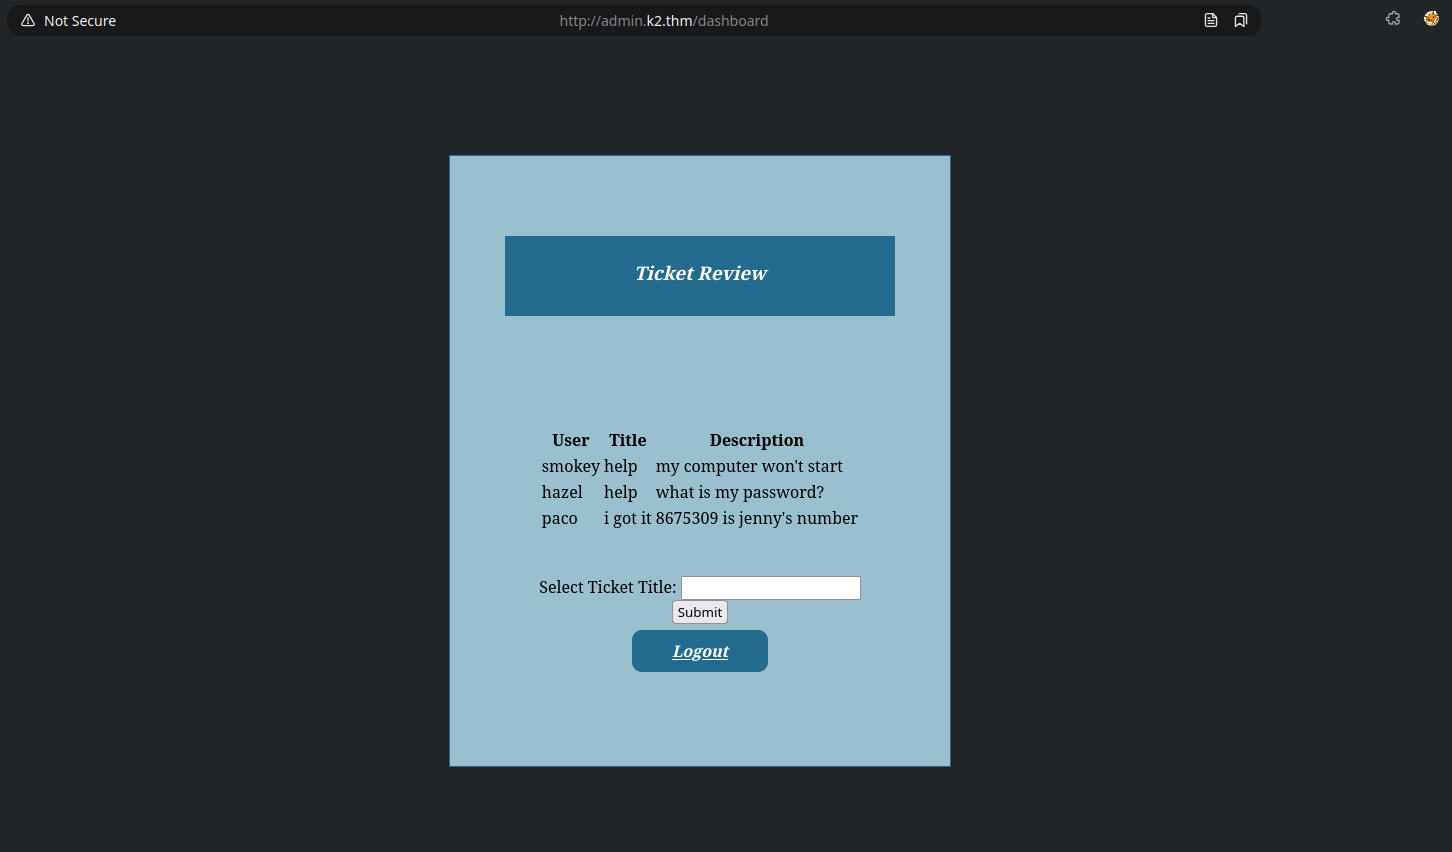 Not Secure http://admin.k2.thm/dashboard
Ticket Review
User Title Description
smokey help my computer won't start
hazel help what is my password?
paco i got it 8675309 is jenny's number
Select Ticket Title:
Submit
Logout